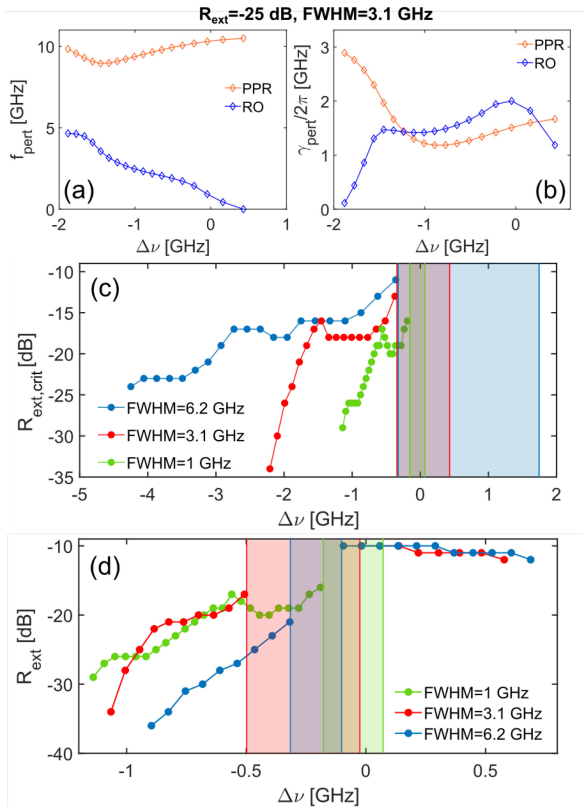 R_ext=-25 dB, FWHM=3.1 GHz
f_pert [GHz]
10
5
0
-2
-1
0
1
Δν [GHz]
PPR
RO
(a)
γ_pert/2π [GHz]
3
2
1
0
-2
-1
0
Δν [GHz]
PPR
RO
(b)
(c)
R_ext,crit [dB]
-10
-15
-20
-25
-30
-35
FWHM=6.2 GHz
FWHM=3.1 GHz
FWHM=1 GHz
-5
-4
-3
-2
-1
0
1
2
Δν [GHz]
(d)
R_ext [dB]
-10
-20
-30
-40
FWHM=1 GHz
FWHM=3.1 GHz
FWHM=6.2 GHz
-1
-0.5
0
0.5
Δν [GHz]